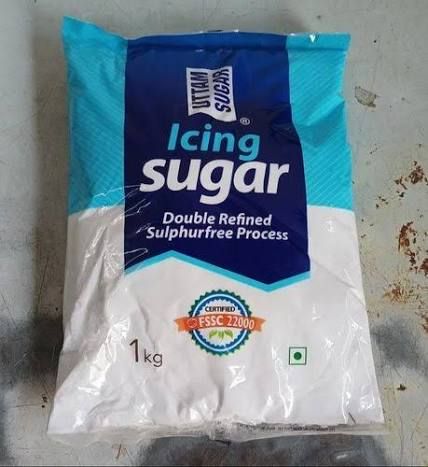 UTTAM
SUGAR
®
Icing
sugar
Double Refined
Sulphurfree Process
CERTIFIED
FSSC 22000
1kg